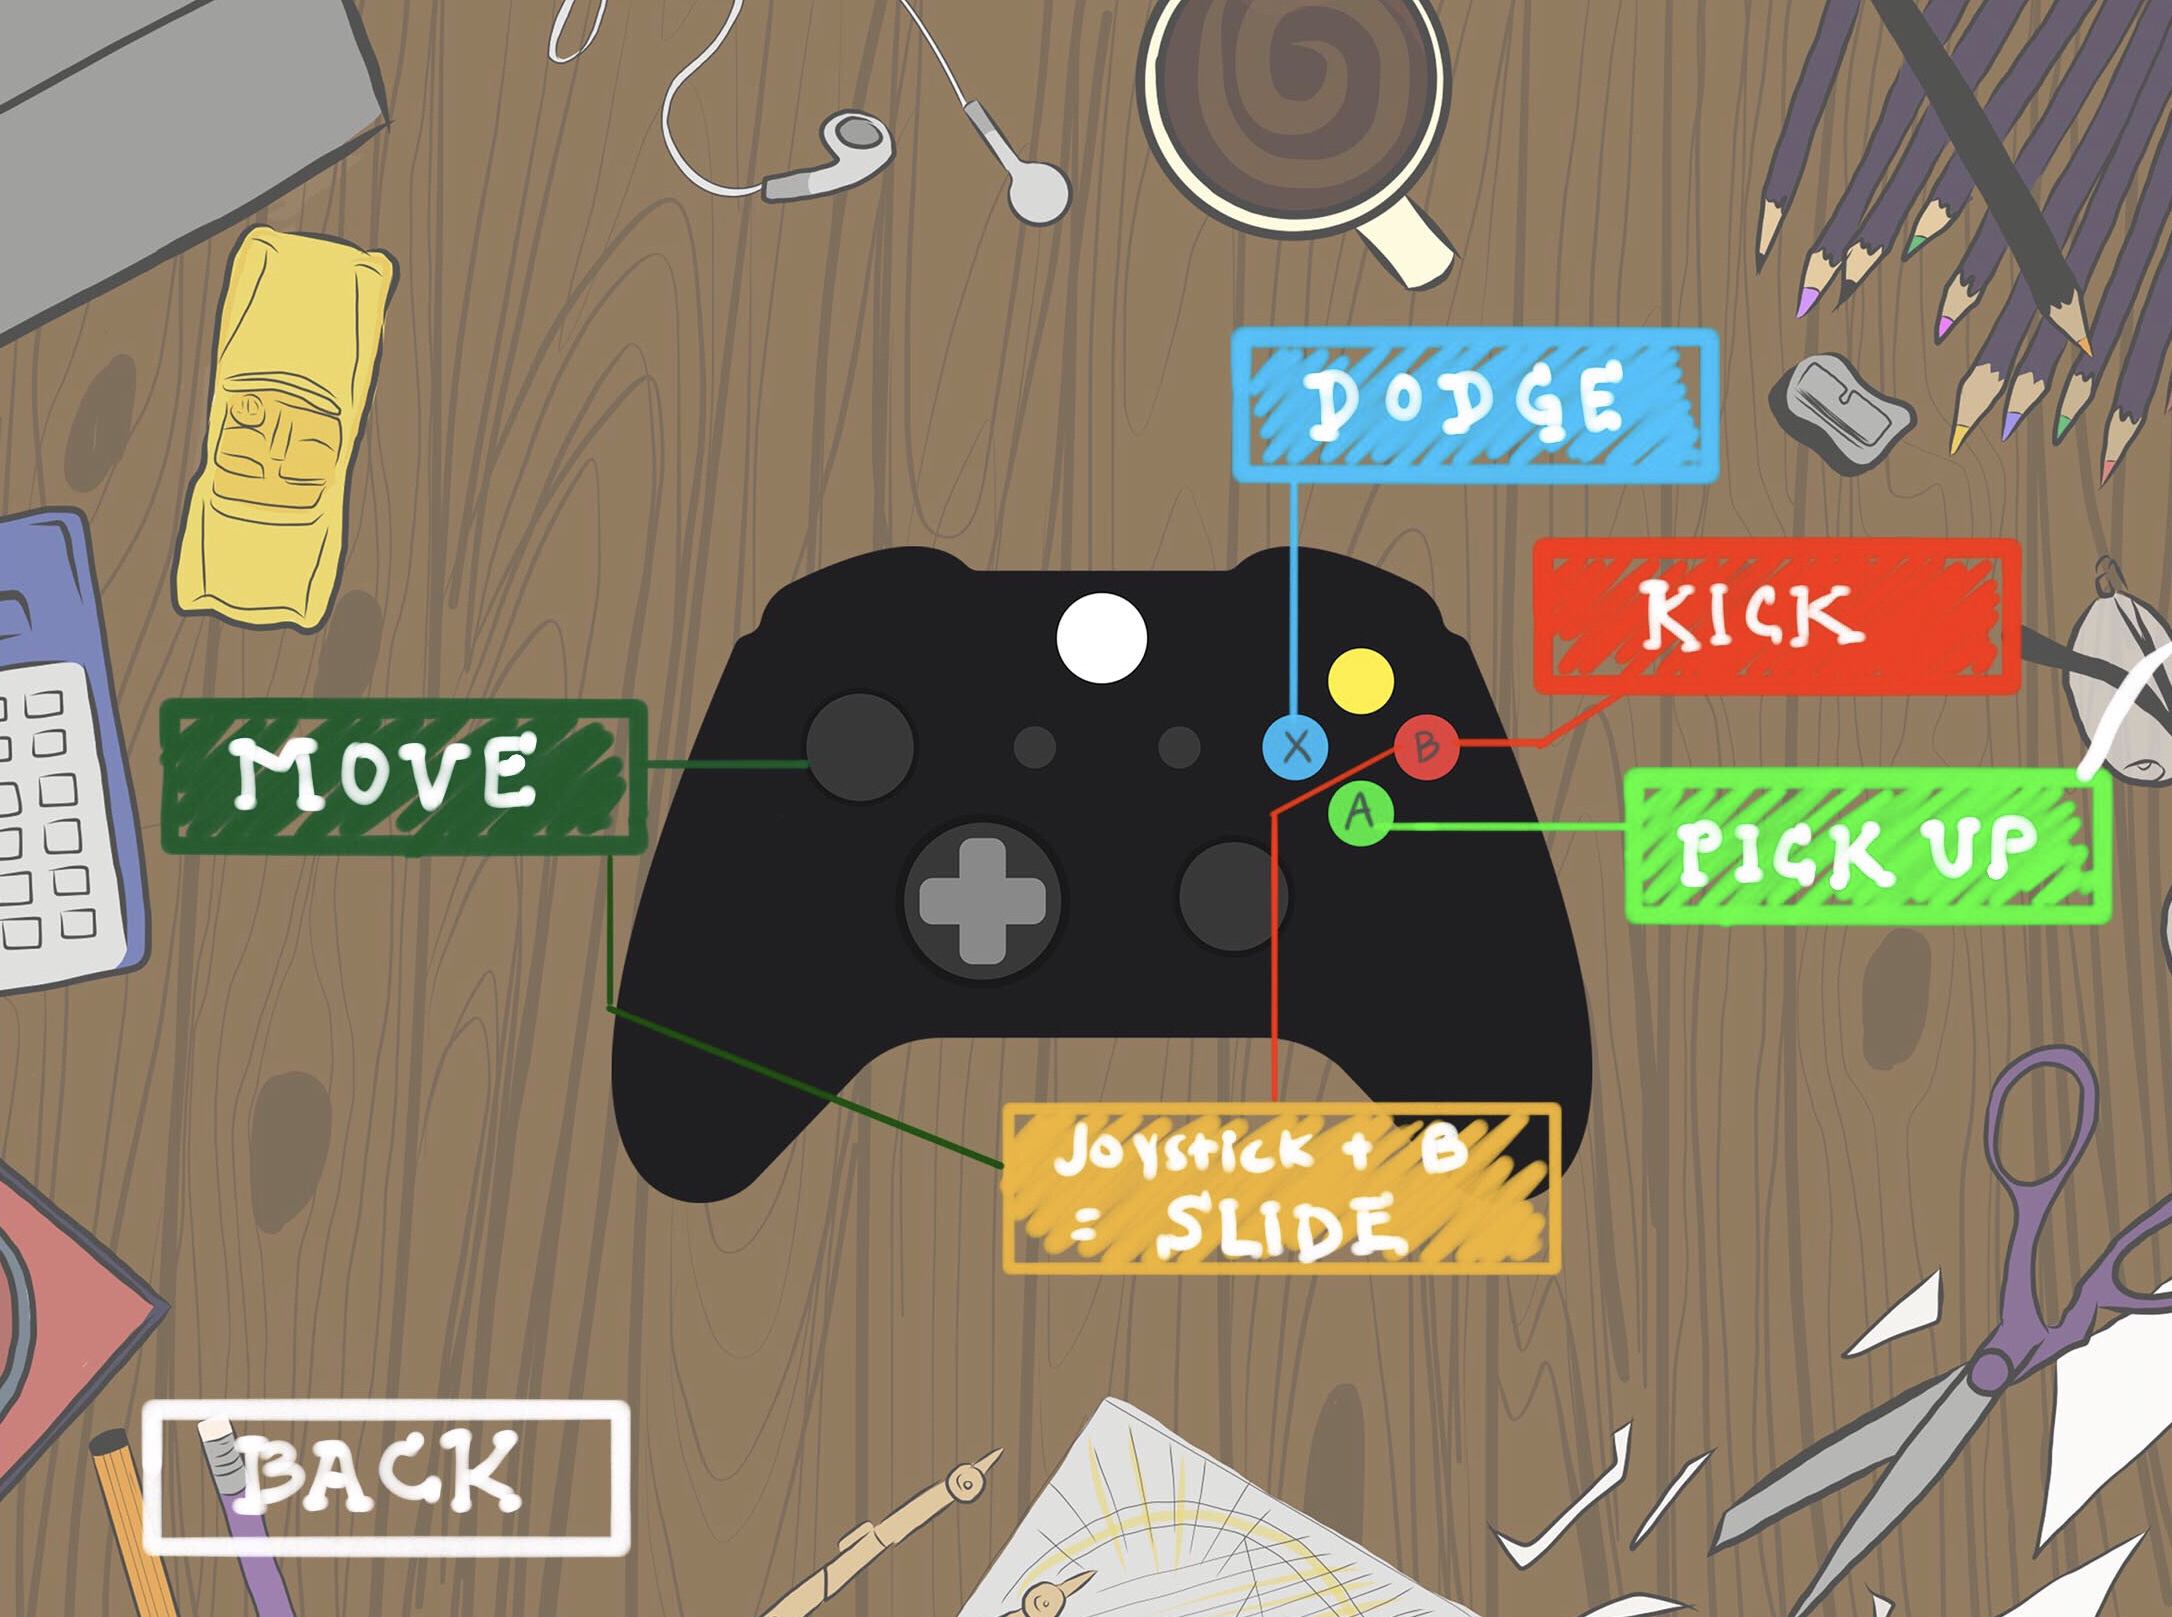 DODGE
KICK
MOVE
X
B
A
PICK UP
Joystick + B
= SLIDE
BACK